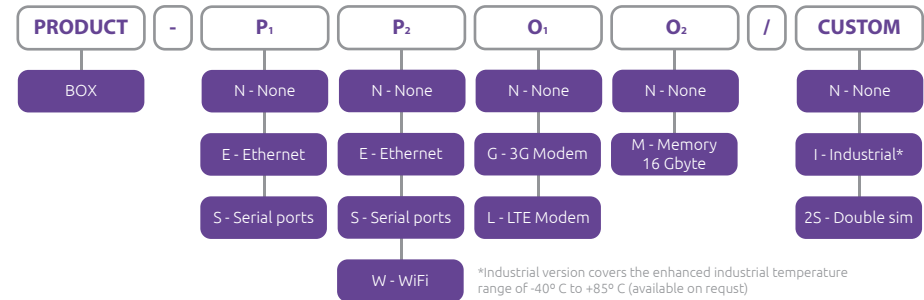 PRODUCT - P₁ P₂ O₁ O₂ / CUSTOM
BOX N - None N - None N - None N - None N - None
E - Ethernet E - Ethernet G - 3G Modem M - Memory
16 Gbyte I - Industrial*
S - Serial ports S - Serial ports L - LTE Modem 2S - Double sim
W - WiFi
*Industrial version covers the enhanced industrial temperature
range of -40º C to +85º C (available on requst)